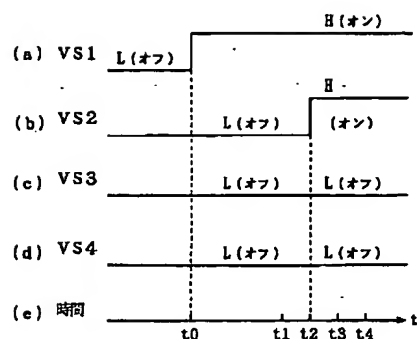 H(オン)
(a) VS1 L(オフ)
H
(b) VS2 L(オフ) (オン)
(c) VS3 L(オフ) L(オフ)
(d) VS4 L(オフ) L(オフ)
(e) 時間 t
t0 t1 t2 t3 t4